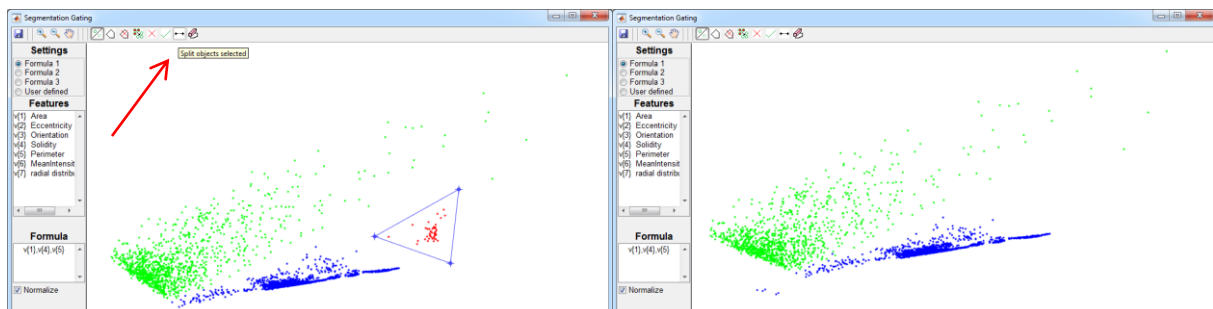 Segmentation Gating
Split objects selected
Settings
Formula 1
Formula 2
Formula 3
User defined
Features
v{1} Area
v{2} Eccentricity
v{3} Orientation
v{4} Solidity
v{5} Perimeter
v{6} MeanIntensit
v{7} radial distribu
Formula
v{1},v{4},v{5}
Normalize
Segmentation Gating
Settings
Formula 1
Formula 2
Formula 3
User defined
Features
v{1} Area
v{2} Eccentricity
v{3} Orientation
v{4} Solidity
v{5} Perimeter
v{6} MeanIntensit
v{7} radial distribu
Formula
v{1},v{4},v{5}
Normalize